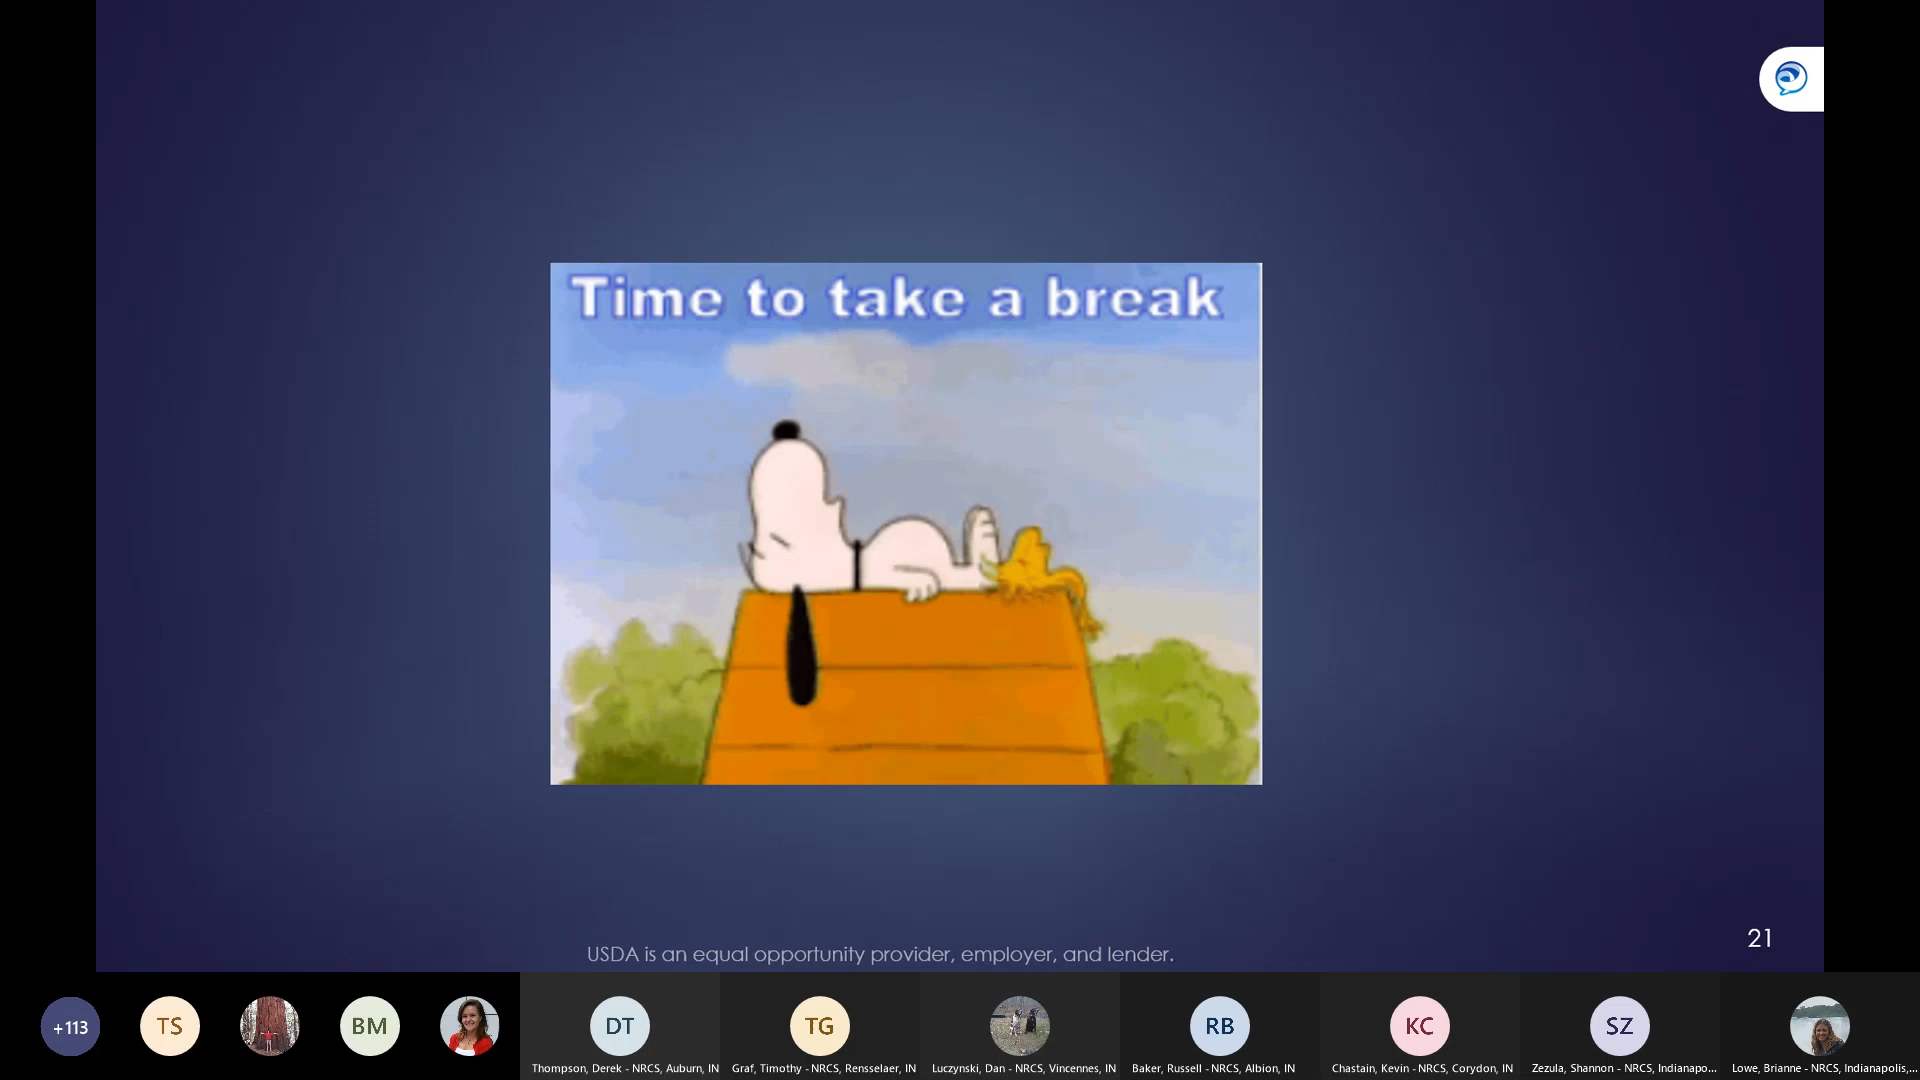 Time to take a break
21
USDA is an equal opportunity provider, employer, and lender.
+113
TS
BM
DT
TG
RB
KC
SZ
Thompson, Derek - NRCS, Auburn, IN
Graf, Timothy - NRCS, Rensselaer, IN
Luczynski, Dan - NRCS, Vincennes, IN
Baker, Russell - NRCS, Albion, IN
Chastain, Kevin - NRCS, Corydon, IN
Zezula, Shannon - NRCS, Indianapo...
Lowe, Brianne - NRCS, Indianapolis,...